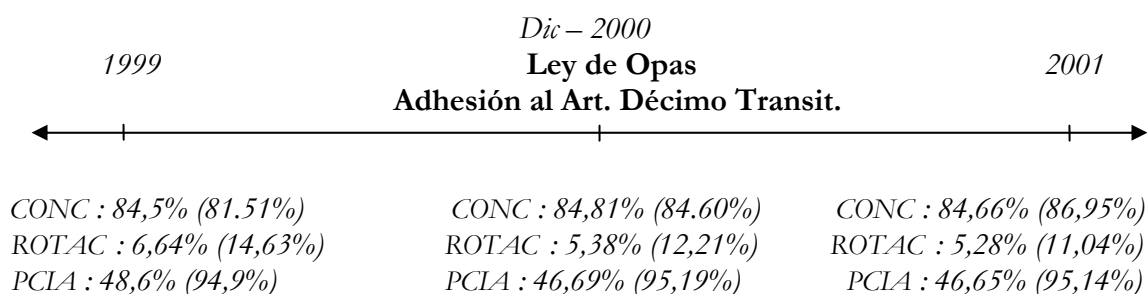 Dic – 2000
1999 Ley de Opas 2001
Adhesión al Art. Décimo Transit.
CONC : 84,5% (81.51%) CONC : 84,81% (84.60%) CONC : 84,66% (86,95%)
ROTAC : 6,64% (14,63%) ROTAC : 5,38% (12,21%) ROTAC : 5,28% (11,04%)
PCIA : 48,6% (94,9%) PCIA : 46,69% (95,19%) PCIA : 46,65% (95,14%)